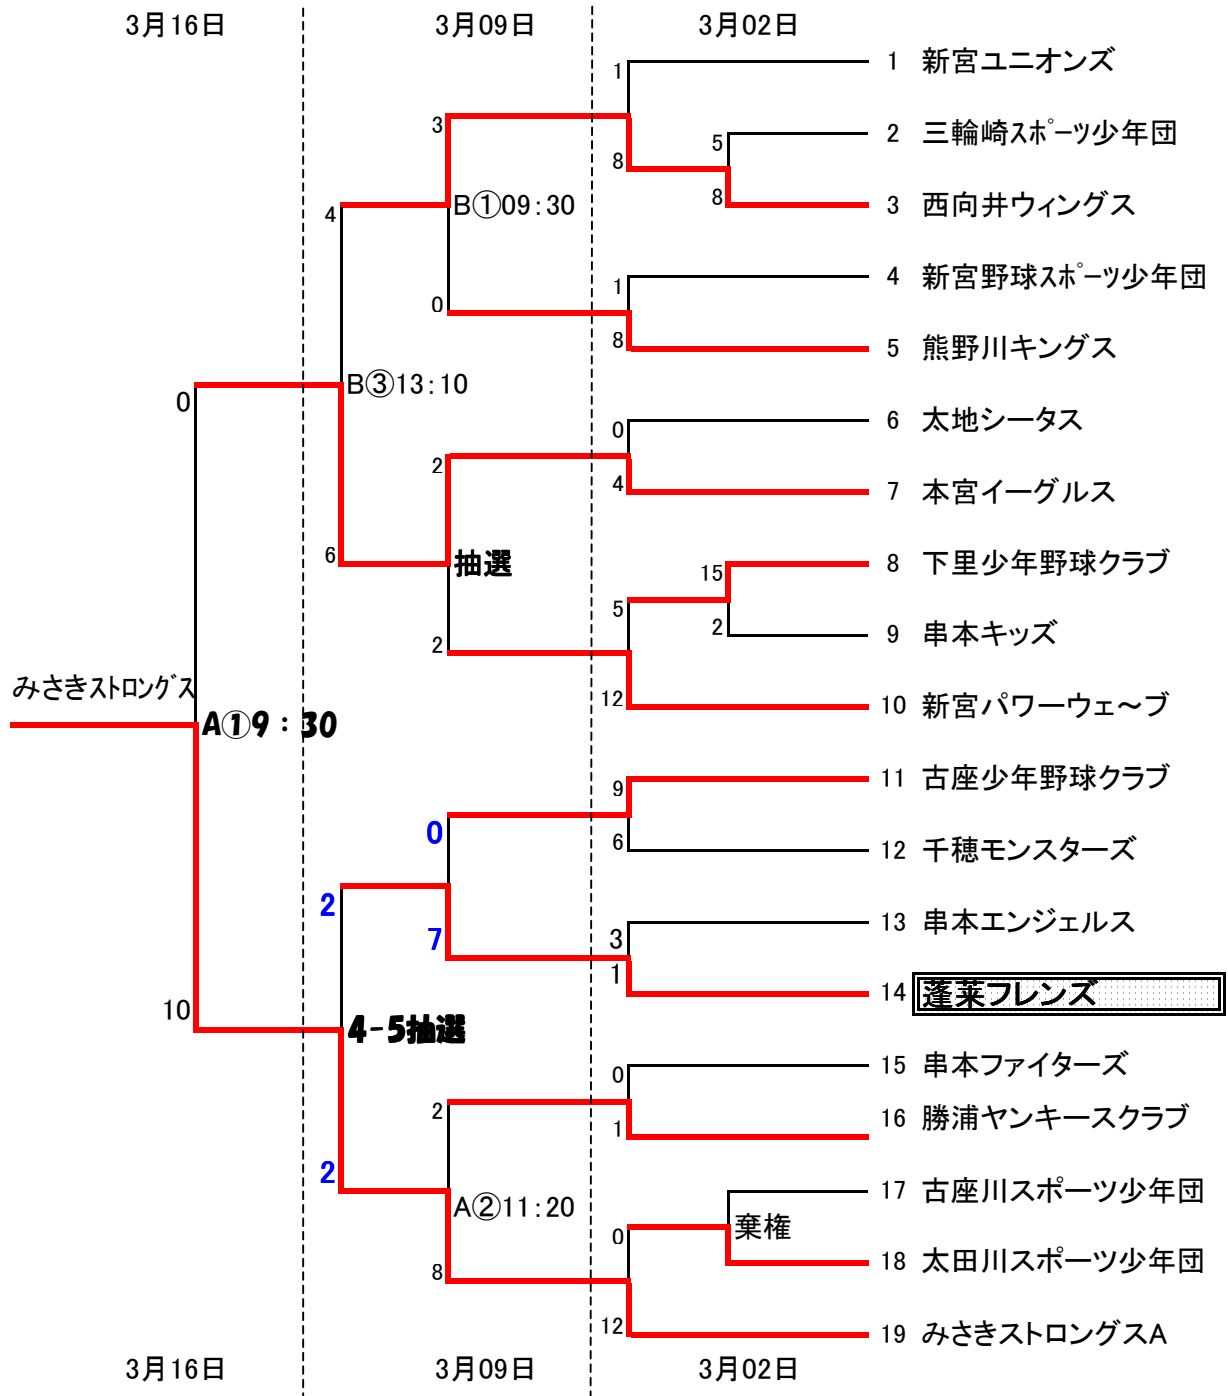 3月16日 3月09日 3月02日
1 1 新宮ユニオンズ
3 5 2 三輪崎スポーツ少年団
8
4 B①09:30 8 3 西向井ウィングス
1 4 新宮野球スポーツ少年団
0
8 5 熊野川キングス
0 B③13:10
0 6 太地シータス
2
4 7 本宮イーグルス
6 抽選 15 8 下里少年野球クラブ
5
2 2 9 串本キッズ
みさきストロングス 12 10 新宮パワーウェ～ブ
A①9:30
9 11 古座少年野球クラブ
0
6 12 千穂モンスターズ
2
7 3 13 串本エンジェルス
1
10 14 蓬莱フレンズ
4-5抽選
0 15 串本ファイターズ
2 1 16 勝浦ヤンキースクラブ
2 17 古座川スポーツ少年団
A②11:20 棄権
0
8 18 太田川スポーツ少年団
12 19 みさきストロングスA
3月16日 3月09日 3月02日